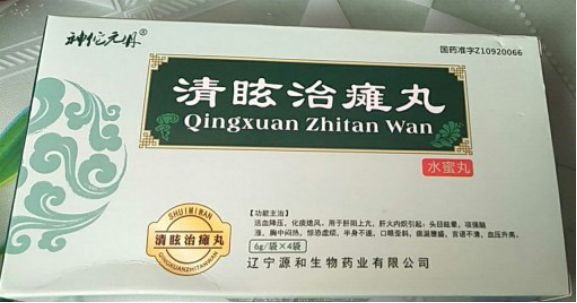 神佗元明®
国药准字Z10920066
清眩治瘫丸
Qingxuan Zhitan Wan
水蜜丸
【功能主治】
活血降压，化痰熄风。用于肝阳上亢，肝火内炽引起：头目眩晕，项强脑
涨，胸中闷热，惊恐虚烦，半身不遂，口眼歪斜，痰涎壅盛，言语不清，血压升高。
6g/袋×4袋
SHUIMIWAN
清眩治瘫丸
QINGXUANZHITANWAN
辽宁源和生物药业有限公司